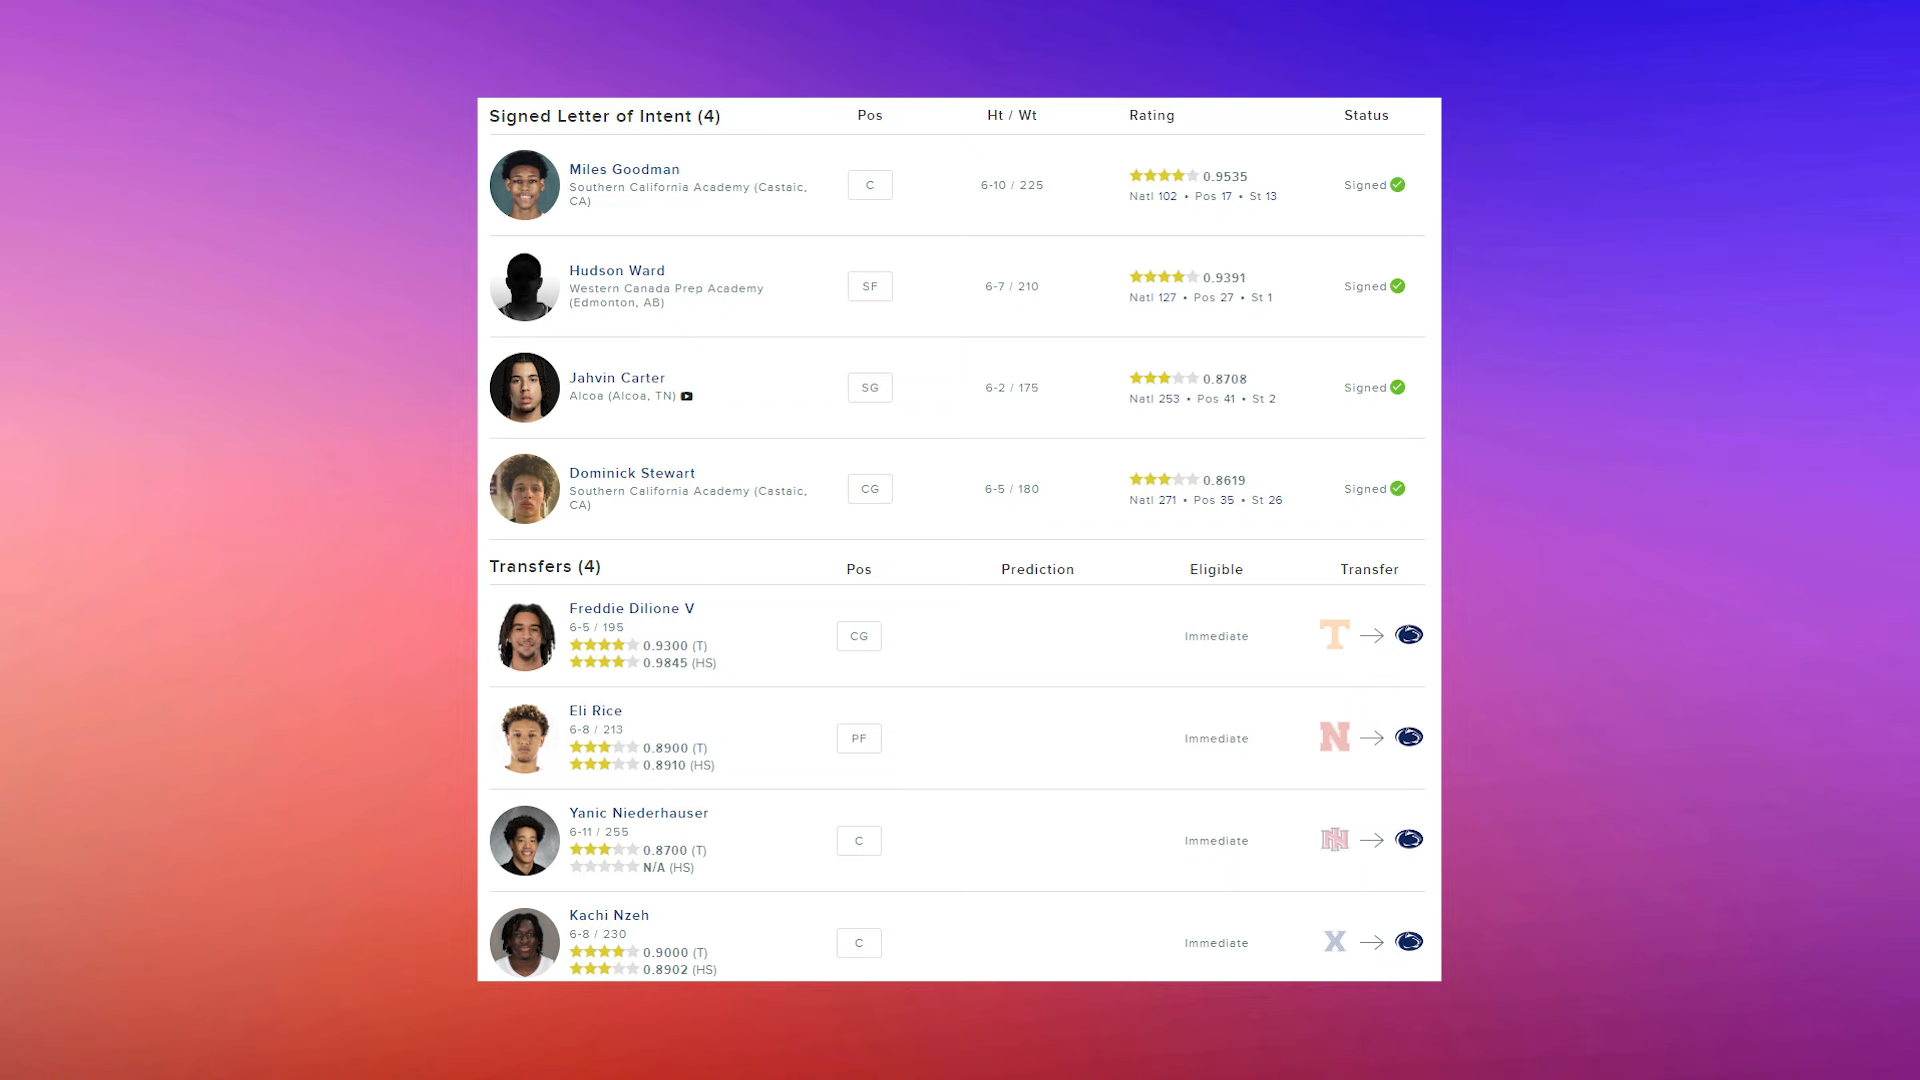 Signed Letter of Intent (4) Pos Ht / Wt Rating Status
Miles Goodman
Southern California Academy (Castaic,
CA)
C
6-10 / 225
0.9535
Natl 102 • Pos 17 • St 13
Signed
Hudson Ward
Western Canada Prep Academy
(Edmonton, AB)
SF
6-7 / 210
0.9391
Natl 127 • Pos 27 • St 1
Signed
Jahvin Carter
Alcoa (Alcoa, TN)
SG
6-2 / 175
0.8708
Natl 253 • Pos 41 • St 2
Signed
Dominick Stewart
Southern California Academy (Castaic,
CA)
CG
6-5 / 180
0.8619
Natl 271 • Pos 35 • St 26
Signed
Transfers (4) Pos Prediction Eligible Transfer
Freddie Dilione V
6-5 / 195
0.9300 (T)
0.9845 (HS)
CG
Immediate
T
Eli Rice
6-8 / 213
0.8900 (T)
0.8910 (HS)
PF
Immediate
N
Yanic Niederhauser
6-11 / 255
0.8700 (T)
N/A (HS)
C
Immediate
Kachi Nzeh
6-8 / 230
0.9000 (T)
0.8902 (HS)
C
Immediate
X